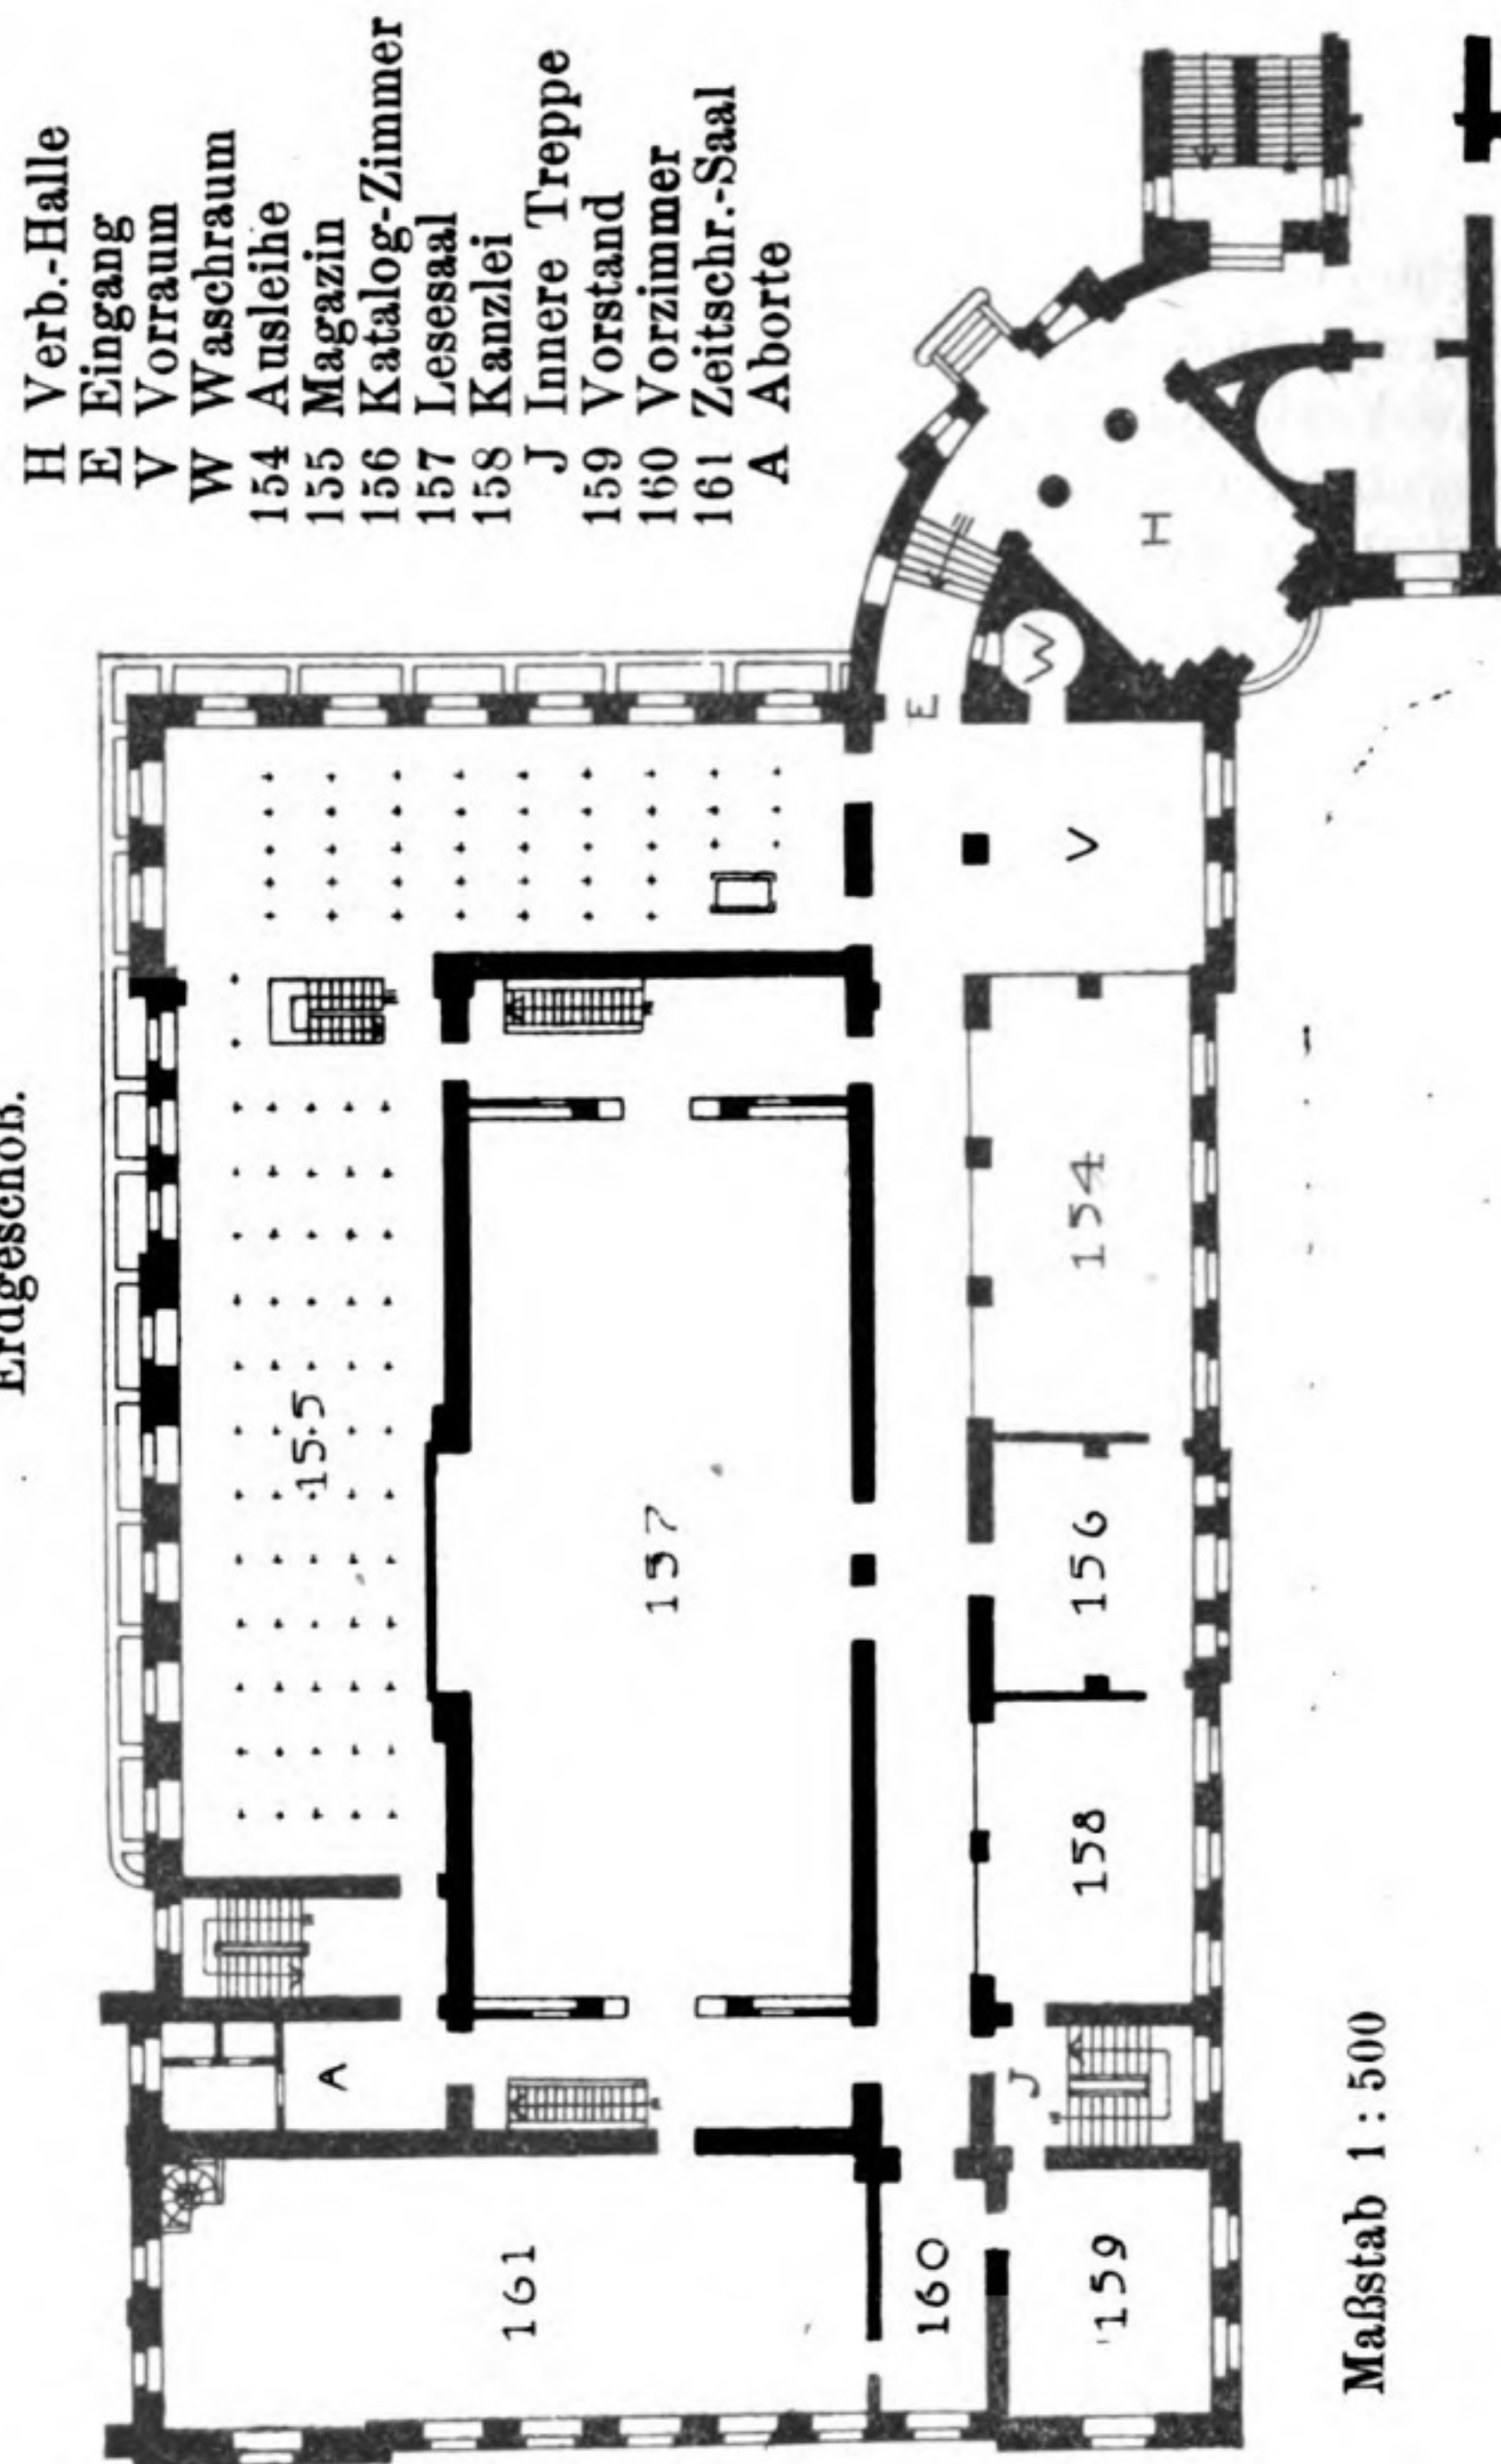 Erdgeschoß.
H Verb.-Halle
E Eingang
V Vorraum
W Waschraum
154 Ausleihe
155 Magazin
156 Katalog-Zimmer
157 Lesesaal
158 Kanzlei
J Innere Treppe
159 Vorstand
160 Vorzimmer
161 Zeitschr.-Saal
A Aborte
155
157
154
156
158
161
160
159
A
J
V
E
W
H
Maßstab 1 : 500